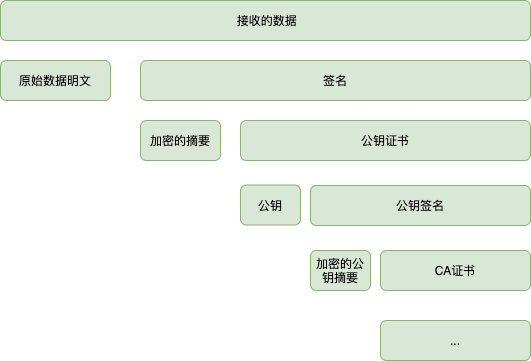 接收的数据
原始数据明文
签名
加密的摘要
公钥证书
公钥
公钥签名
加密的公
钥摘要
CA证书
...